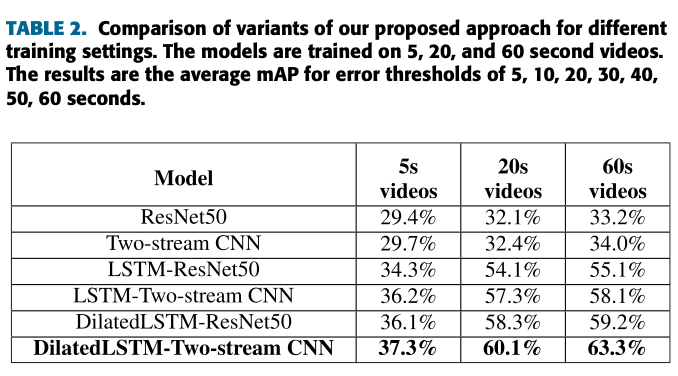 TABLE 2. Comparison of variants of our proposed approach for different
training settings. The models are trained on 5, 20, and 60 second videos.
The results are the average mAP for error thresholds of 5, 10, 20, 30, 40,
50, 60 seconds.
Model 5s videos 20s videos 60s videos
ResNet50 29.4% 32.1% 33.2%
Two-stream CNN 29.7% 32.4% 34.0%
LSTM-ResNet50 34.3% 54.1% 55.1%
LSTM-Two-stream CNN 36.2% 57.3% 58.1%
DilatedLSTM-ResNet50 36.1% 58.3% 59.2%
DilatedLSTM-Two-stream CNN 37.3% 60.1% 63.3%